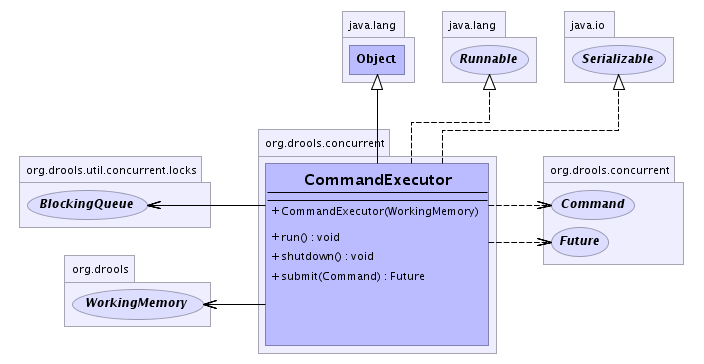 java.lang
Object
java.lang
Runnable
java.io
Serializable
org.drools.concurrent
CommandExecutor
+ CommandExecutor(WorkingMemory)
+ run() : void
+ shutdown() : void
+ submit(Command) : Future
org.drools.util.concurrent.locks
BlockingQueue
org.drools
WorkingMemory
org.drools.concurrent
Command
Future